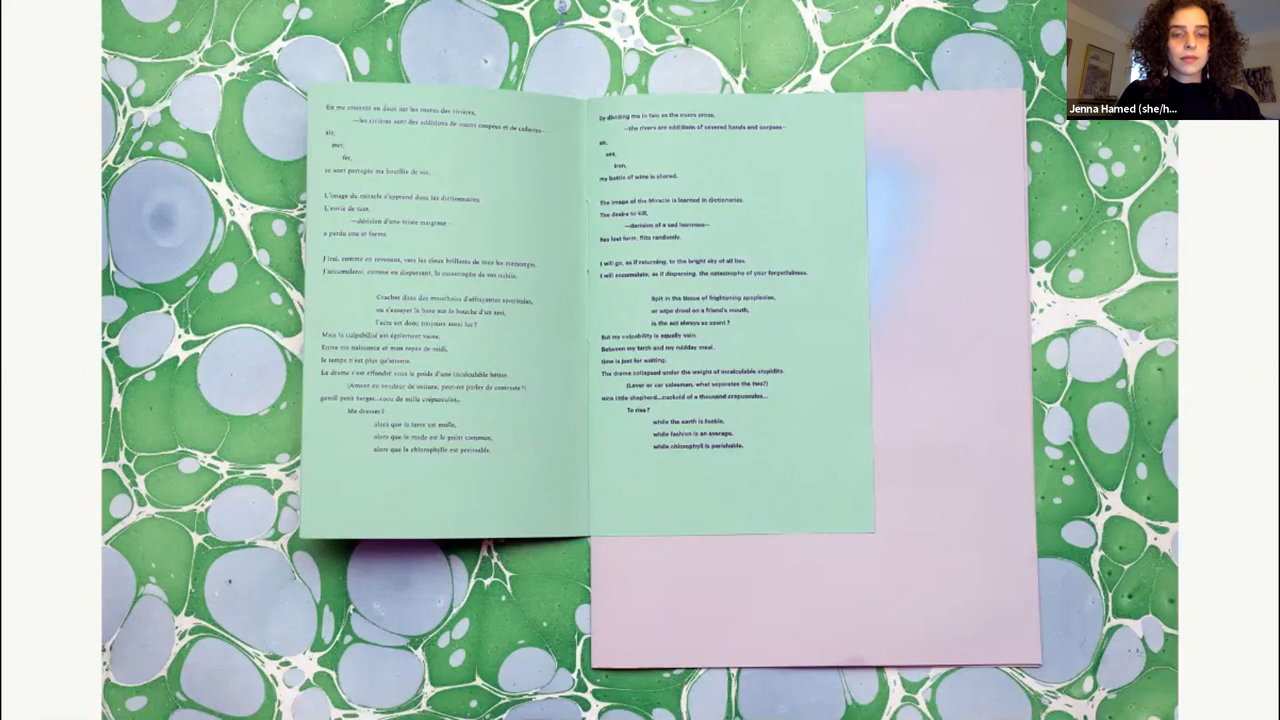 En me croisant en deux sur les routes des rivières,
—les rivières sont des additions de mains coupées et de cadavres—
air,
mer,
fer,
se sont partagés ma bouteille de vin.
L'image du miracle s'apprend dans les dictionnaires
L'envie de tuer,
—dérision d'une triste maigreur—
a perdu cou et forme.
J'irai, comme en revenant, vers les cieux brillants de tous les mensonges.
J'accumulerai, comme en dispersant, la catastrophe de vos oublis.
Cracher dans des mouchoirs d'effrayantes apoplexies,
ou s'essuyer la bave sur la bouche d'un ami,
l'acte est donc toujours aussi las?
Mais la culpabilité est également vaine.
Entre ma naissance et mon repas de midi,
le temps n'est plus qu'attente.
Le drame s'est effondré sous le poids d'une incalculable bêtise.
(Amant ou vendeur de voiture, peut-on parler de contraste?)
gentil petit berger..cocu de mille crépuscules..
Me dresser?
alors que la terre est molle,
alors que la mode est le point commun,
alors que la chlorophylle est périssable.
By dividing me in two as the rivers cross,
—the rivers are additions of severed hands and corpses—
air,
sea,
iron,
my bottle of wine is shared.
The image of the Miracle is learned in dictionaries.
The desire to kill,
—derision of a sad leanness—
has lost form, flits randomly.
I will go, as if returning, to the bright sky of all lies.
I will accumulate, as if dispersing, the catastrophe of your forgetfulness.
Spit in the tissue of frightening apoplexies,
or wipe drool on a friend's mouth,
is the act always so spent?
But my culpability is equally vain.
Between my birth and my midday meal,
time is just for waiting.
The drama collapsed under the weight of incalculable stupidity.
(Lover or car salesman, what separates the two?)
nice little shepherd...cuckold of a thousand crepuscules...
To rise?
while the earth is feeble,
while fashion is an average,
while chlorophyll is perishable.
Jenna Hamed (she/h...